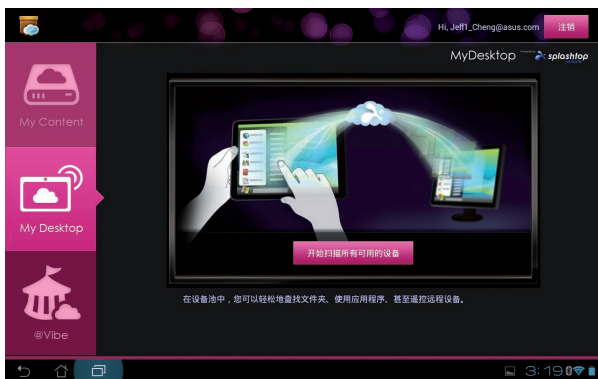 Hi, Jeff1_Cheng@asus.com 注销
MyDesktop splashtop
My Content
My Desktop
@Vibe
开始扫描所有可用的设备
在设备池中，您可以轻松地查找文件夹、使用应用程序、甚至遥控远程设备。
3:19